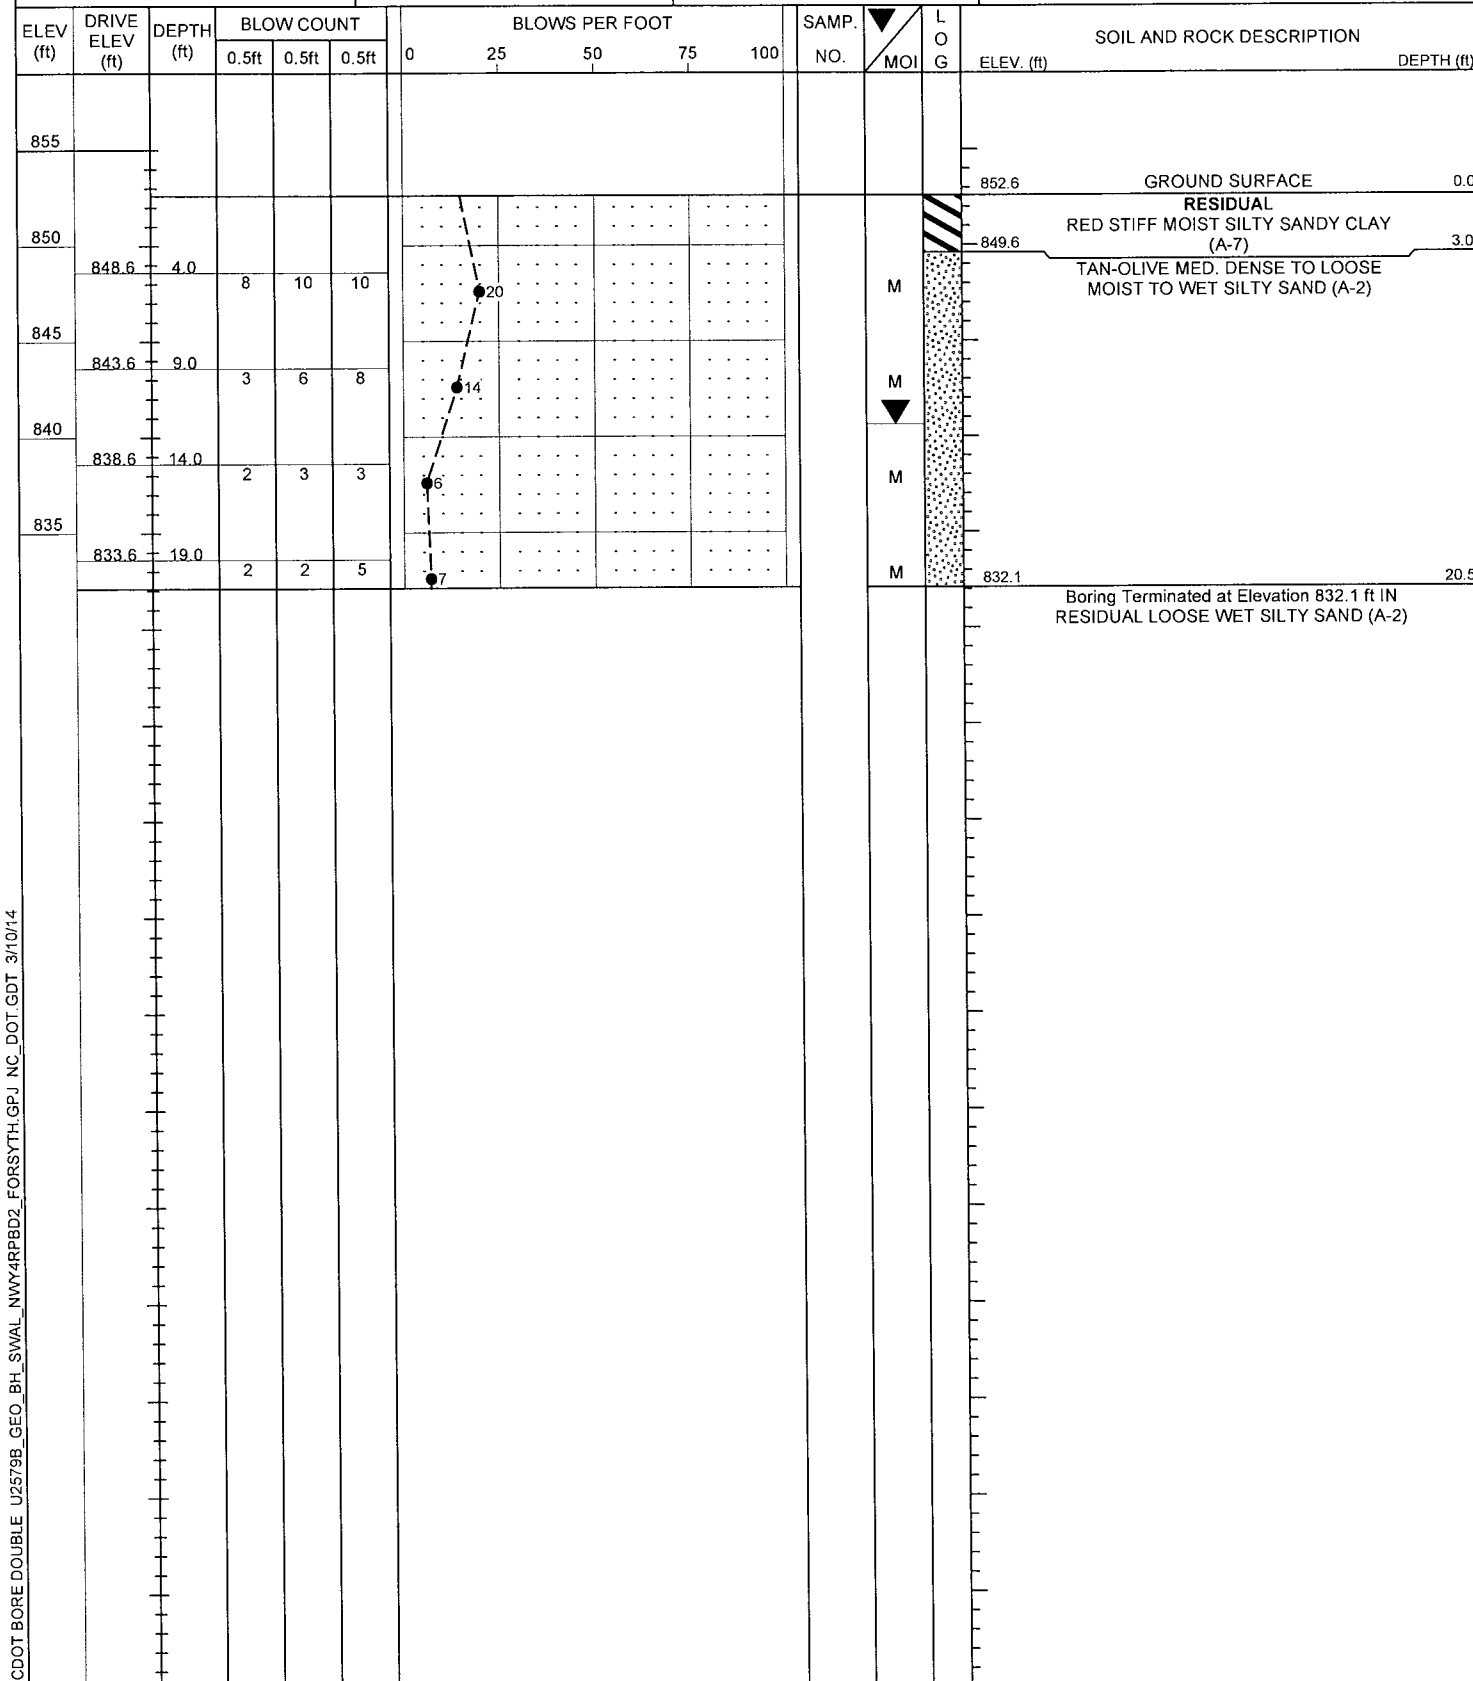 ELEV (ft) DRIVE ELEV (ft) DEPTH (ft) BLOW COUNT BLOWS PER FOOT SAMP. NO. MOI L O G SOIL AND ROCK DESCRIPTION
0.5ft 0.5ft 0.5ft 0 25 50 75 100 ELEV. (ft) DEPTH (ft)
855
852.6 GROUND SURFACE 0.0
RESIDUAL
RED STIFF MOIST SILTY SANDY CLAY
850 849.6 (A-7) 3.0
848.6 4.0 TAN-OLIVE MED. DENSE TO LOOSE
8 10 10 20 M MOIST TO WET SILTY SAND (A-2)
845
843.6 9.0
3 6 8 14 M
840
838.6 14.0
2 3 3 6 M
835
833.6 19.0
2 2 5 7 M 832.1 20.5
Boring Terminated at Elevation 832.1 ft IN
RESIDUAL LOOSE WET SILTY SAND (A-2)
CDOT BORE DOUBLE U2579B_GEO_BH_SWAL_NWY4RPBD2_FORSYTH.GPJ NC_DOT.GDT 3/10/14